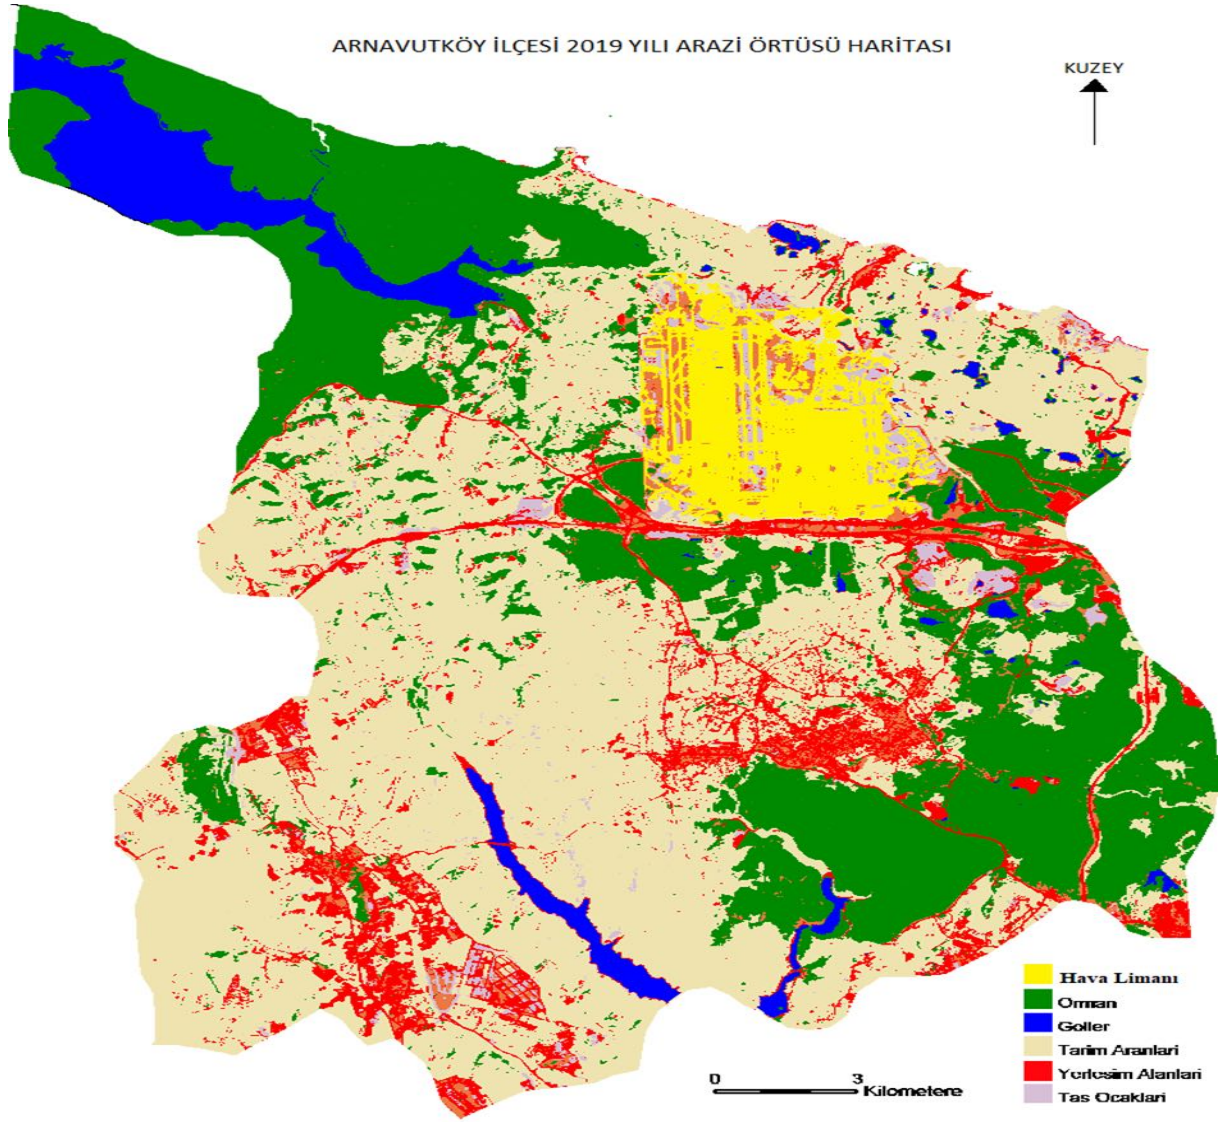 ARNAVUTKÖY İLÇESİ 2019 YILI ARAZİ ÖRTÜSÜ HARİTASI
KUZEY
Hava Limanı
Orman
Goller
Tarim Aranlari
Yerlesim Alanlari
Tas Ocaklari
0 3
Kilometere